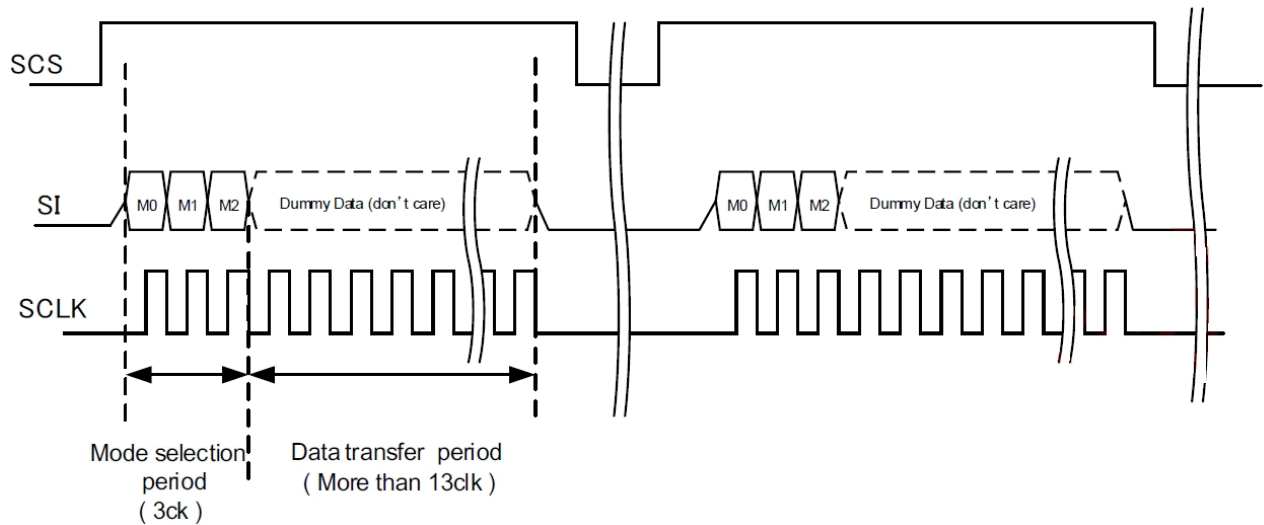 SCS
SI
M0 M1 M2 Dummy Data (don't care)
M0 M1 M2 Dummy Data (don't care)
SCLK
Mode selection
period
( 3ck )
Data transfer period
( More than 13clk )